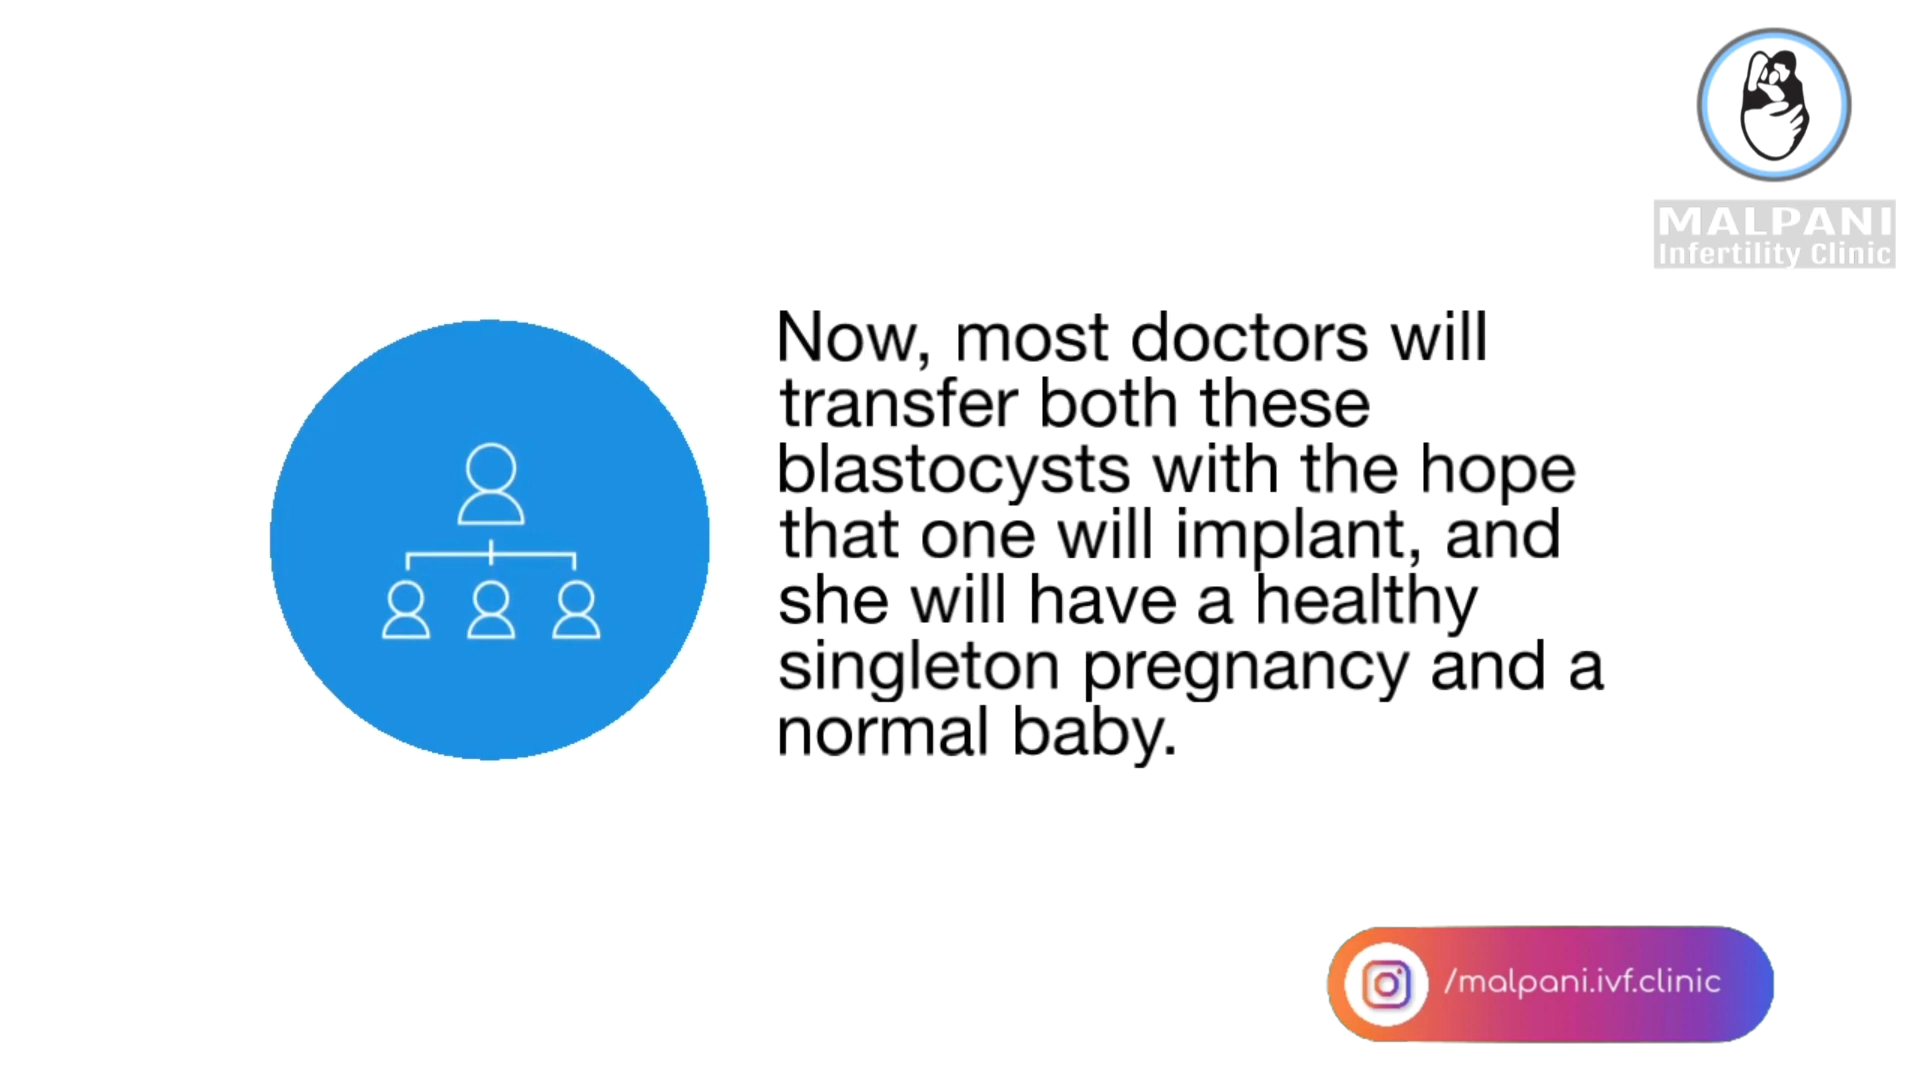 MALPANI
Infertility Clinic
Now, most doctors will
transfer both these
blastocysts with the hope
that one will implant, and
she will have a healthy
singleton pregnancy and a
normal baby.
/malpani.ivf.clinic